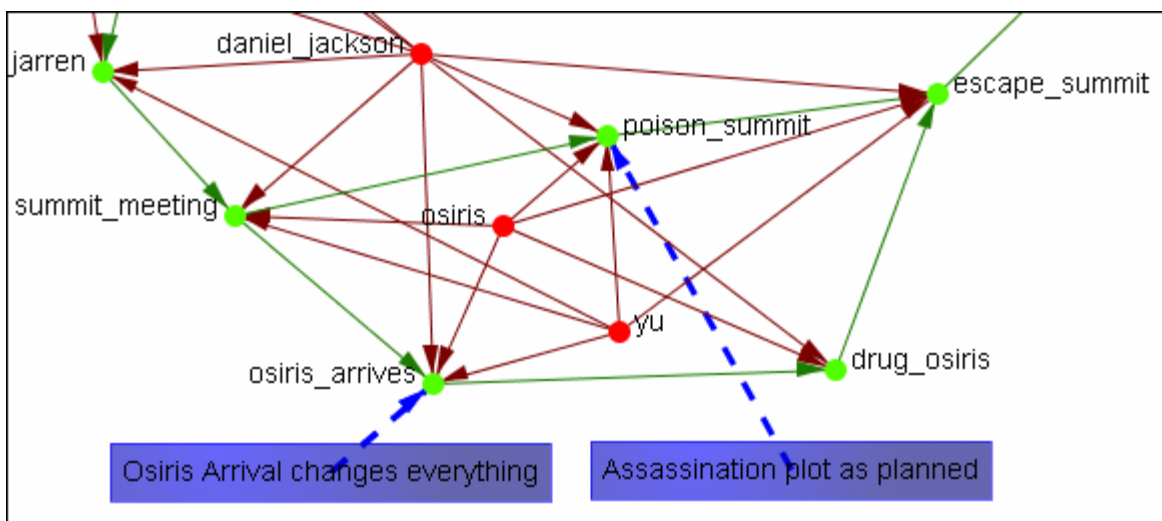 daniel_jackson
jarren
escape_summit
poison_summit
summit_meeting
osiris
yu
osiris_arrives
drug_osiris
Osiris Arrival changes everything
Assassination plot as planned